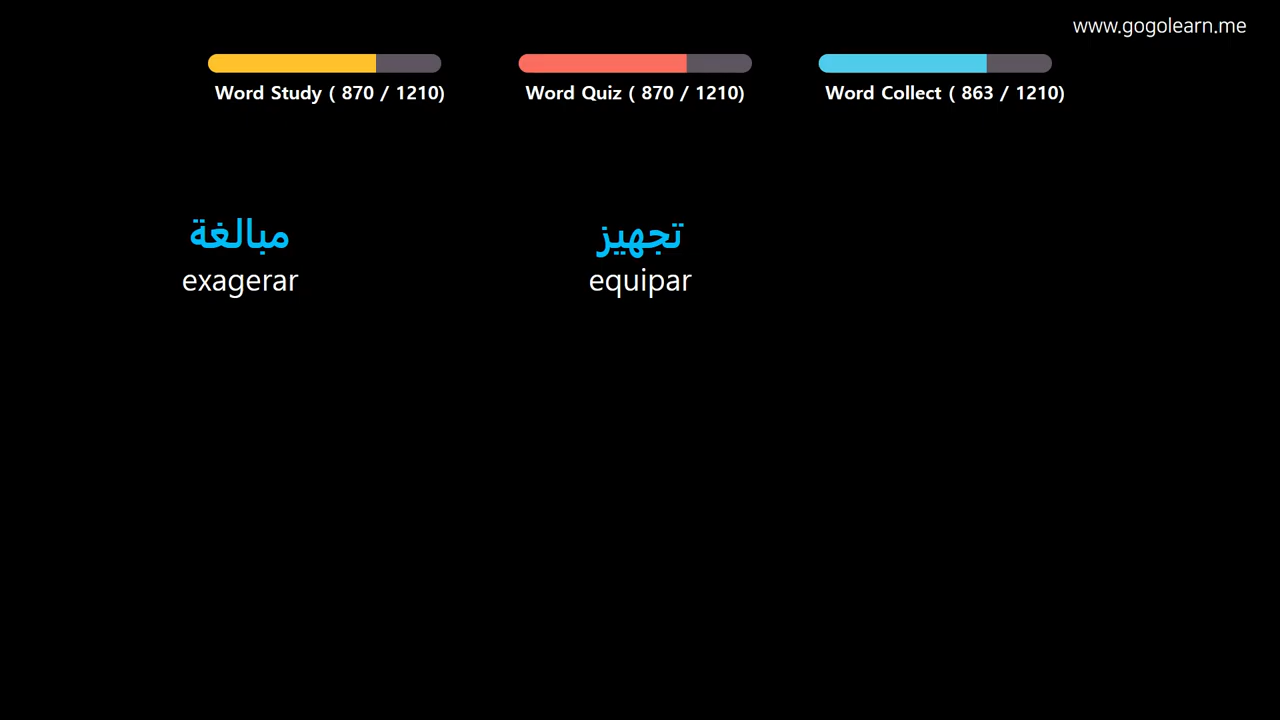 www.gogolearn.me
Word Study ( 870 / 1210)
Word Quiz ( 870 / 1210)
Word Collect ( 863 / 1210)
مبالغة
exagerar
تجهيز
equipar